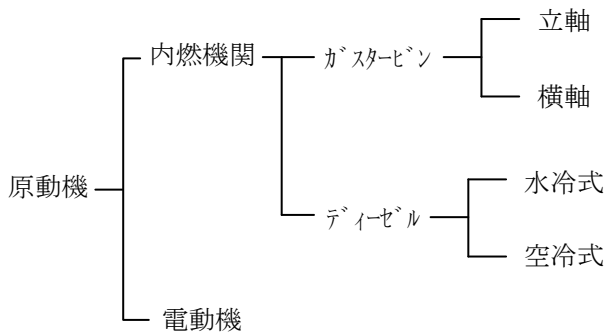 原動機
内燃機関
ガスタービン
立軸
横軸
ディーゼル
水冷式
空冷式
電動機